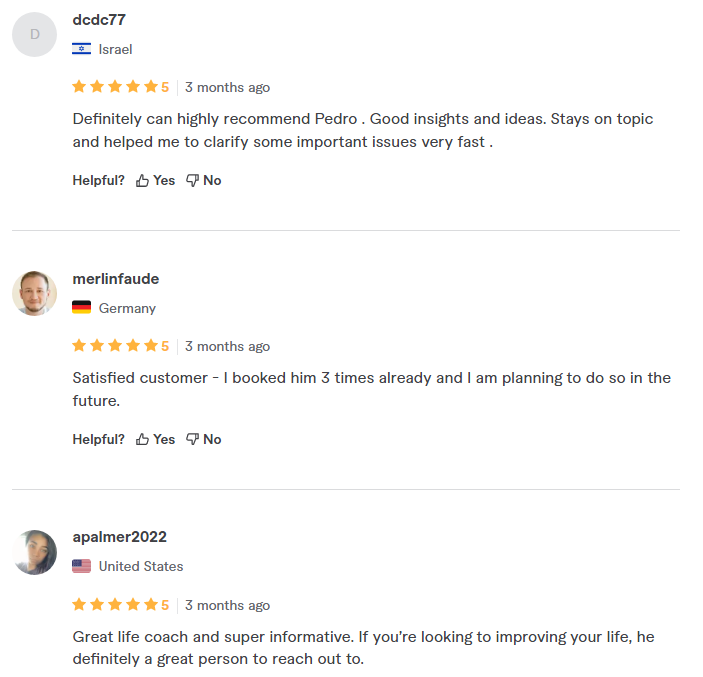 D
dcdc77
Israel
5 3 months ago
Definitely can highly recommend Pedro . Good insights and ideas. Stays on topic
and helped me to clarify some important issues very fast .
Helpful? Yes No
merlinfaude
Germany
5 3 months ago
Satisfied customer - I booked him 3 times already and I am planning to do so in the
future.
Helpful? Yes No
apalmer2022
United States
5 3 months ago
Great life coach and super informative. If you're looking to improving your life, he
definitely a great person to reach out to.